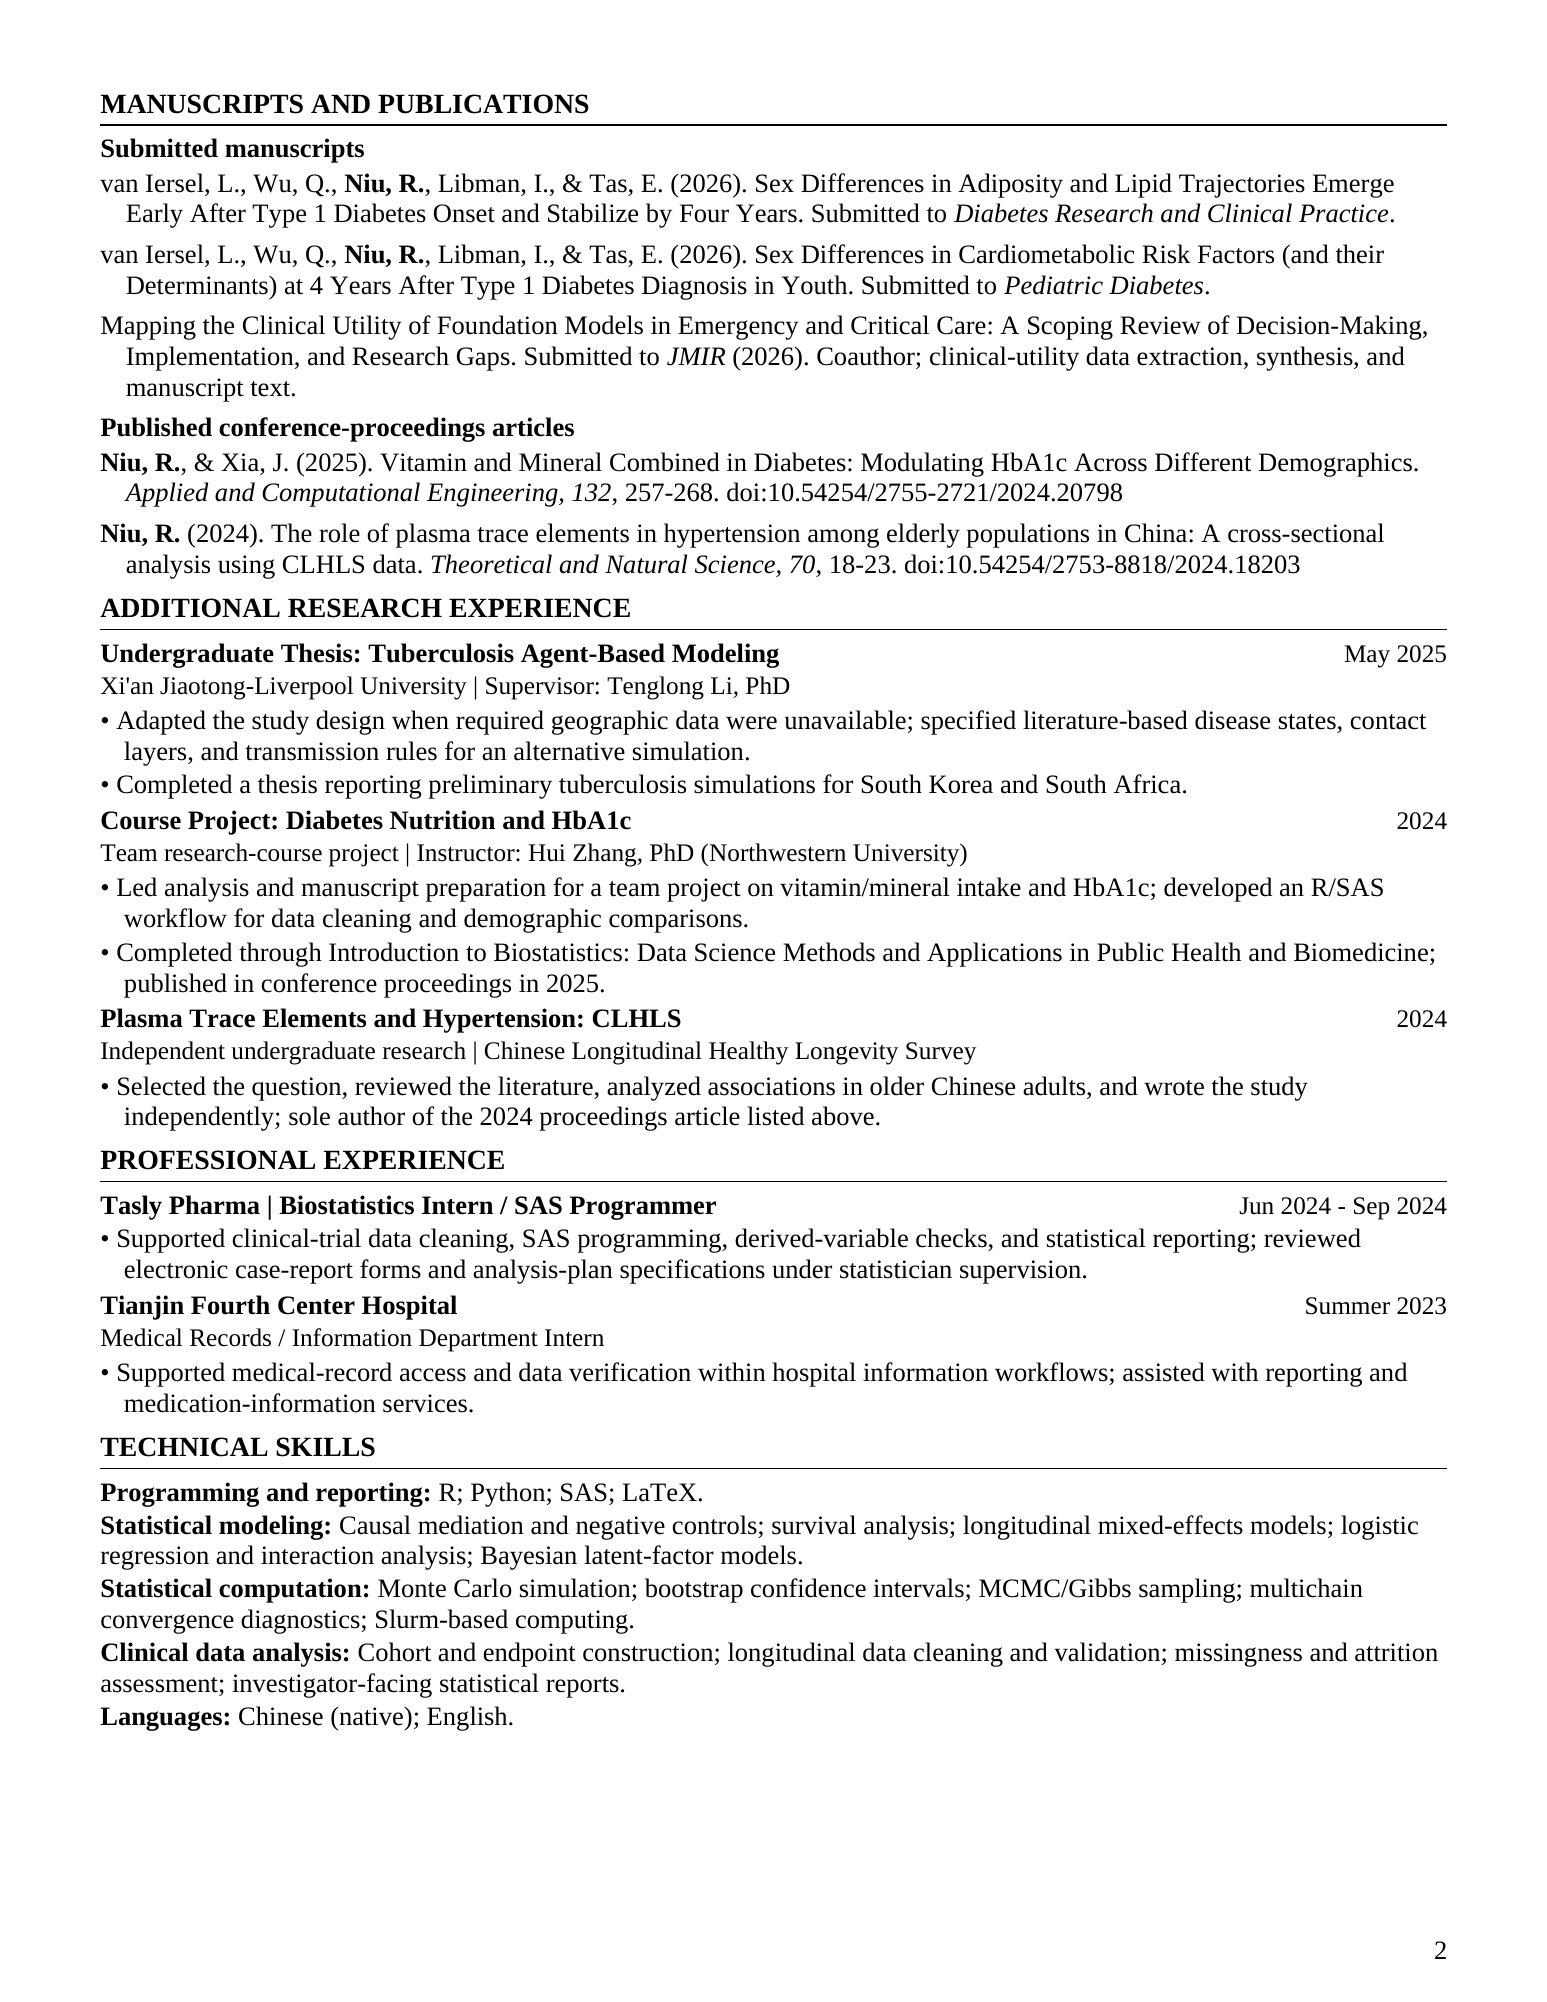 MANUSCRIPTS AND PUBLICATIONS
Submitted manuscripts
van Iersel, L., Wu, Q., Niu, R., Libman, I., & Tas, E. (2026). Sex Differences in Adiposity and Lipid Trajectories Emerge
Early After Type 1 Diabetes Onset and Stabilize by Four Years. Submitted to Diabetes Research and Clinical Practice.
van Iersel, L., Wu, Q., Niu, R., Libman, I., & Tas, E. (2026). Sex Differences in Cardiometabolic Risk Factors (and their
Determinants) at 4 Years After Type 1 Diabetes Diagnosis in Youth. Submitted to Pediatric Diabetes.
Mapping the Clinical Utility of Foundation Models in Emergency and Critical Care: A Scoping Review of Decision-Making,
Implementation, and Research Gaps. Submitted to JMIR (2026). Coauthor; clinical-utility data extraction, synthesis, and
manuscript text.
Published conference-proceedings articles
Niu, R., & Xia, J. (2025). Vitamin and Mineral Combined in Diabetes: Modulating HbA1c Across Different Demographics.
Applied and Computational Engineering, 132, 257-268. doi:10.54254/2755-2721/2024.20798
Niu, R. (2024). The role of plasma trace elements in hypertension among elderly populations in China: A cross-sectional
analysis using CLHLS data. Theoretical and Natural Science, 70, 18-23. doi:10.54254/2753-8818/2024.18203
ADDITIONAL RESEARCH EXPERIENCE
Undergraduate Thesis: Tuberculosis Agent-Based Modeling May 2025
Xi'an Jiaotong-Liverpool University | Supervisor: Tenglong Li, PhD
• Adapted the study design when required geographic data were unavailable; specified literature-based disease states, contact
layers, and transmission rules for an alternative simulation.
• Completed a thesis reporting preliminary tuberculosis simulations for South Korea and South Africa.
Course Project: Diabetes Nutrition and HbA1c 2024
Team research-course project | Instructor: Hui Zhang, PhD (Northwestern University)
• Led analysis and manuscript preparation for a team project on vitamin/mineral intake and HbA1c; developed an R/SAS
workflow for data cleaning and demographic comparisons.
• Completed through Introduction to Biostatistics: Data Science Methods and Applications in Public Health and Biomedicine;
published in conference proceedings in 2025.
Plasma Trace Elements and Hypertension: CLHLS 2024
Independent undergraduate research | Chinese Longitudinal Healthy Longevity Survey
• Selected the question, reviewed the literature, analyzed associations in older Chinese adults, and wrote the study
independently; sole author of the 2024 proceedings article listed above.
PROFESSIONAL EXPERIENCE
Tasly Pharma | Biostatistics Intern / SAS Programmer Jun 2024 - Sep 2024
• Supported clinical-trial data cleaning, SAS programming, derived-variable checks, and statistical reporting; reviewed
electronic case-report forms and analysis-plan specifications under statistician supervision.
Tianjin Fourth Center Hospital Summer 2023
Medical Records / Information Department Intern
• Supported medical-record access and data verification within hospital information workflows; assisted with reporting and
medication-information services.
TECHNICAL SKILLS
Programming and reporting: R; Python; SAS; LaTeX.
Statistical modeling: Causal mediation and negative controls; survival analysis; longitudinal mixed-effects models; logistic
regression and interaction analysis; Bayesian latent-factor models.
Statistical computation: Monte Carlo simulation; bootstrap confidence intervals; MCMC/Gibbs sampling; multichain
convergence diagnostics; Slurm-based computing.
Clinical data analysis: Cohort and endpoint construction; longitudinal data cleaning and validation; missingness and attrition
assessment; investigator-facing statistical reports.
Languages: Chinese (native); English.
2